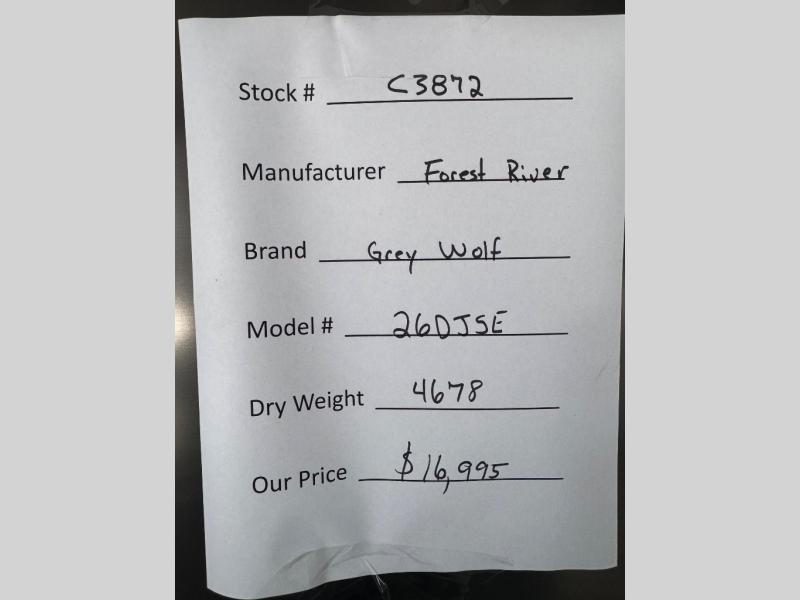 Stock # C3872
Manufacturer Forest River
Brand Grey Wolf
Model # 26DJSE
Dry Weight 4678
Our Price $16,995